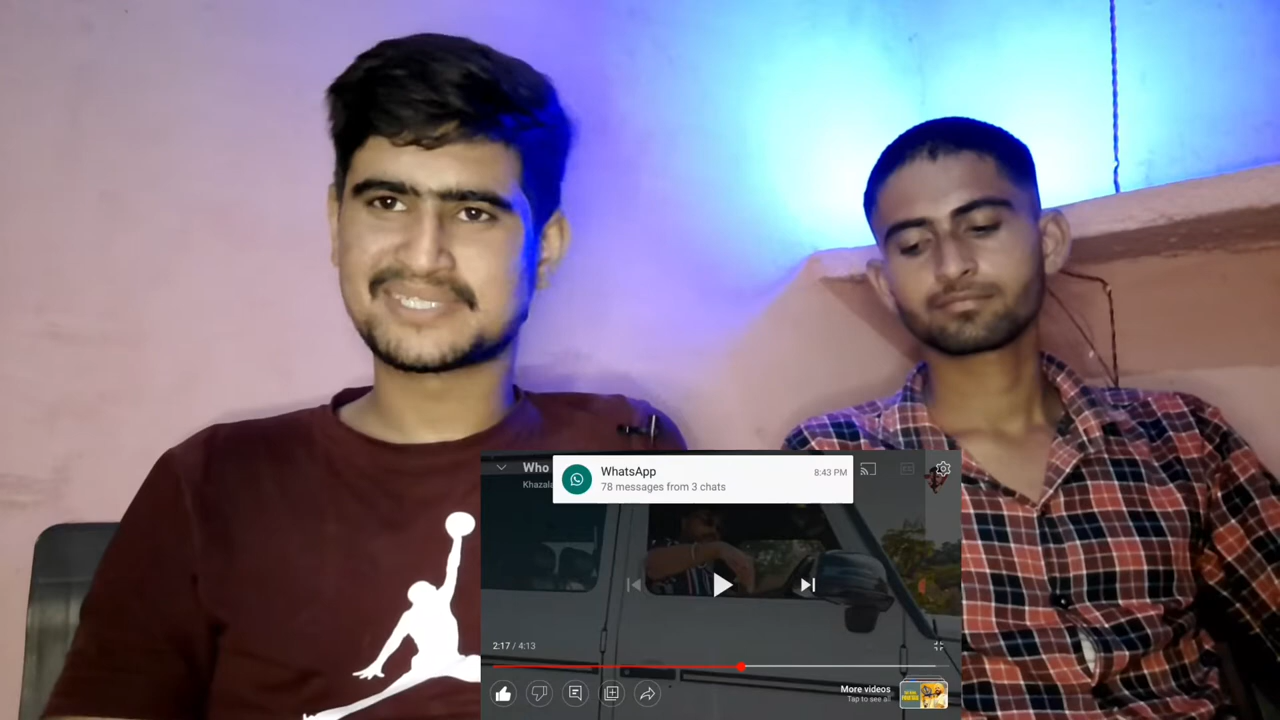 Who
WhatsApp
8:43 PM
78 messages from 3 chats
2:17 / 4:13
More videos
Tap to see all